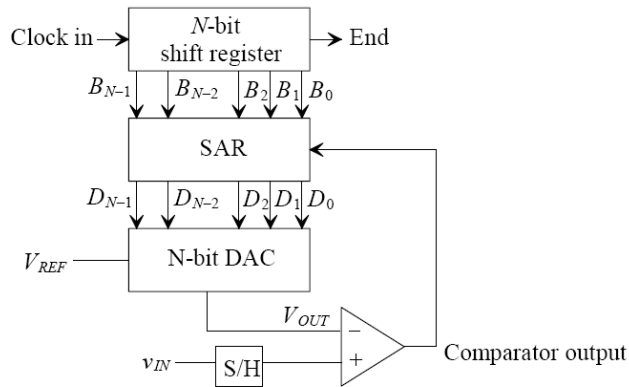 Clock in
N-bit
shift register
End
B_{N–1} B_{N–2} B_2 B_1 B_0
SAR
D_{N–1} D_{N–2} D_2 D_1 D_0
V_{REF}
N-bit DAC
V_{OUT}
–
+
v_{IN}
S/H
Comparator output